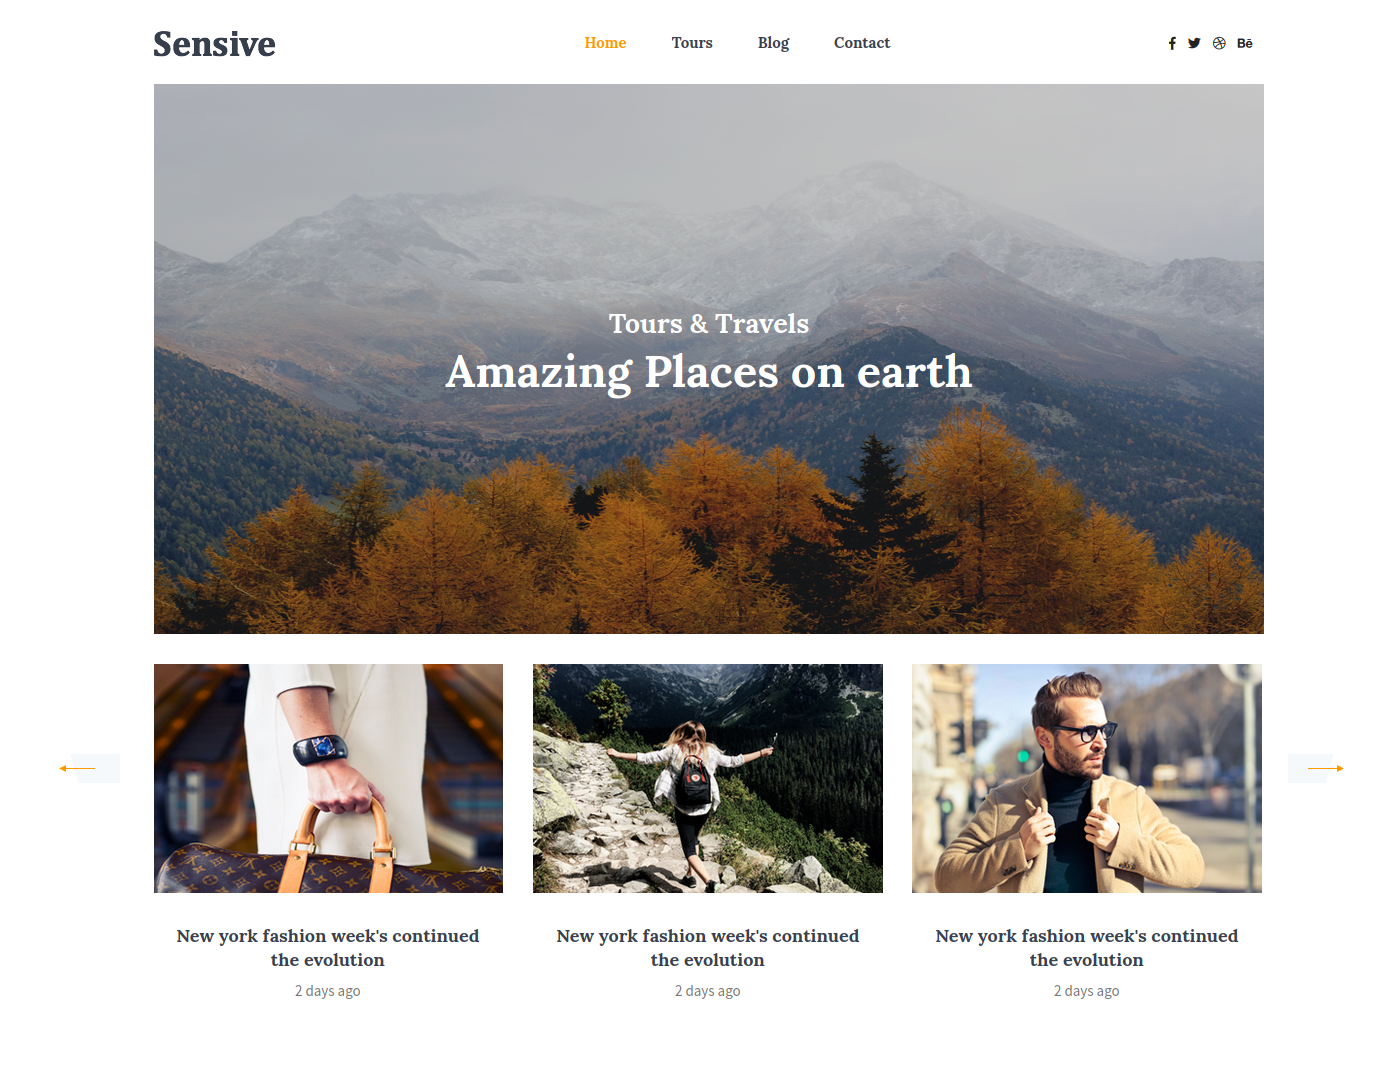 Sensive
Home Tours Blog Contact
Bē
Tours & Travels
Amazing Places on earth
New york fashion week's continued
the evolution
2 days ago
New york fashion week's continued
the evolution
2 days ago
New york fashion week's continued
the evolution
2 days ago